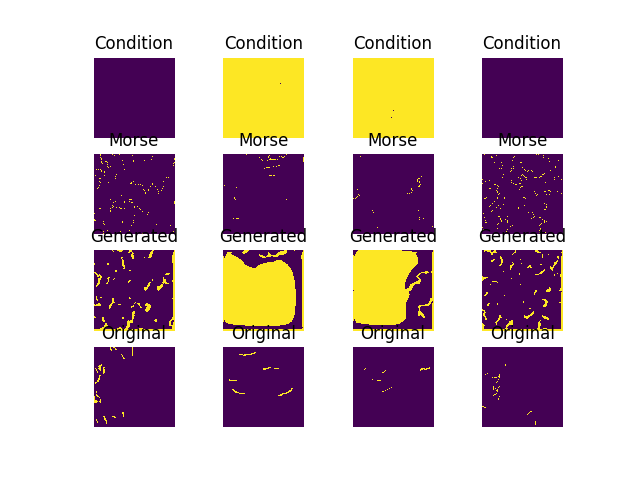 Condition Condition Condition Condition
Morse Morse Morse Morse
Generated Generated Generated Generated
Original Original Original Original